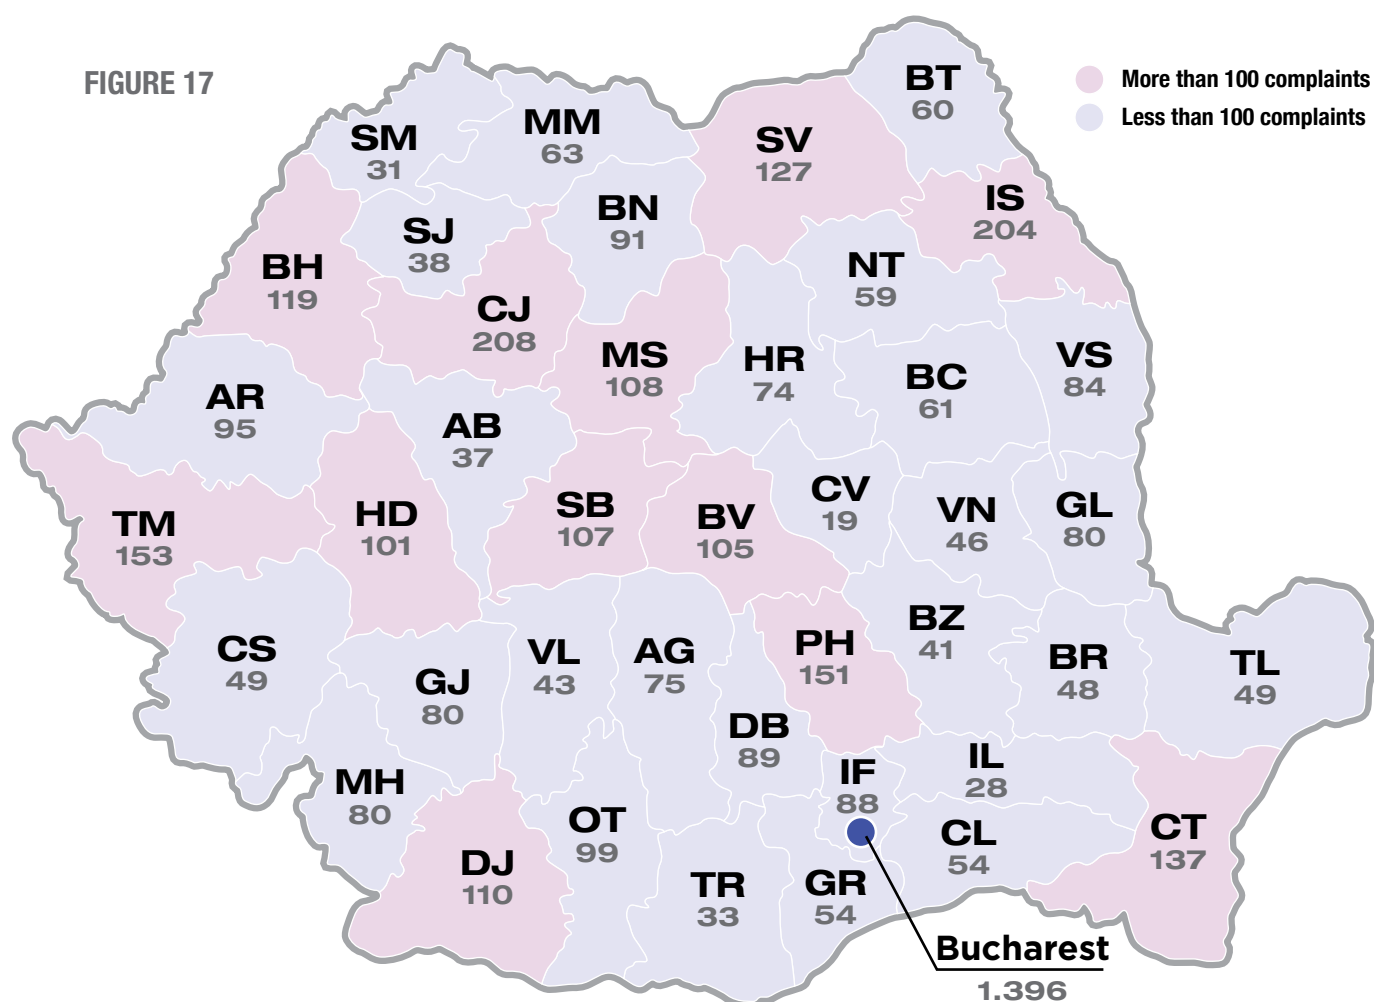 FIGURE 17
More than 100 complaints
Less than 100 complaints
BT
60
SM
31
MM
63
SV
127
IS
204
BN
91
SJ
38
BH
119
NT
59
CJ
208
MS
108
HR
74
BC
61
VS
84
AR
95
AB
37
TM
153
HD
101
SB
107
BV
105
CV
19
VN
46
GL
80
CS
49
GJ
80
VL
43
AG
75
PH
151
BZ
41
BR
48
TL
49
DB
89
MH
80
IF
88
IL
28
OT
99
CL
54
CT
137
DJ
110
TR
33
GR
54
Bucharest
1.396